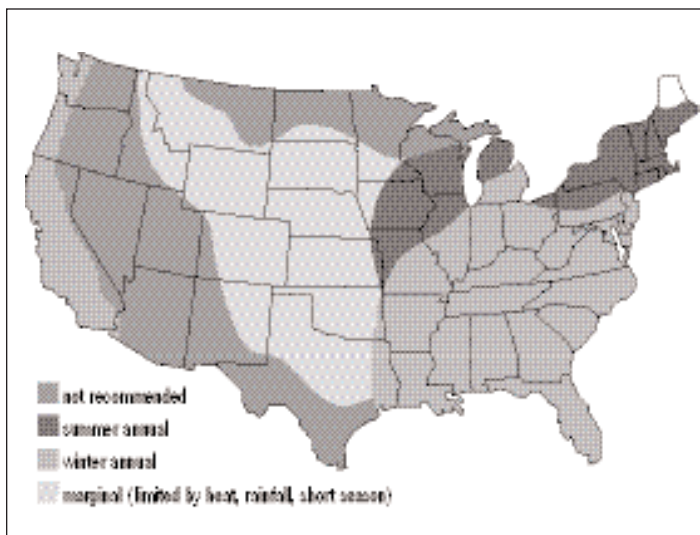 not recommended
summer annual
winter annual
marginal (limited by heat, rainfall, short season)